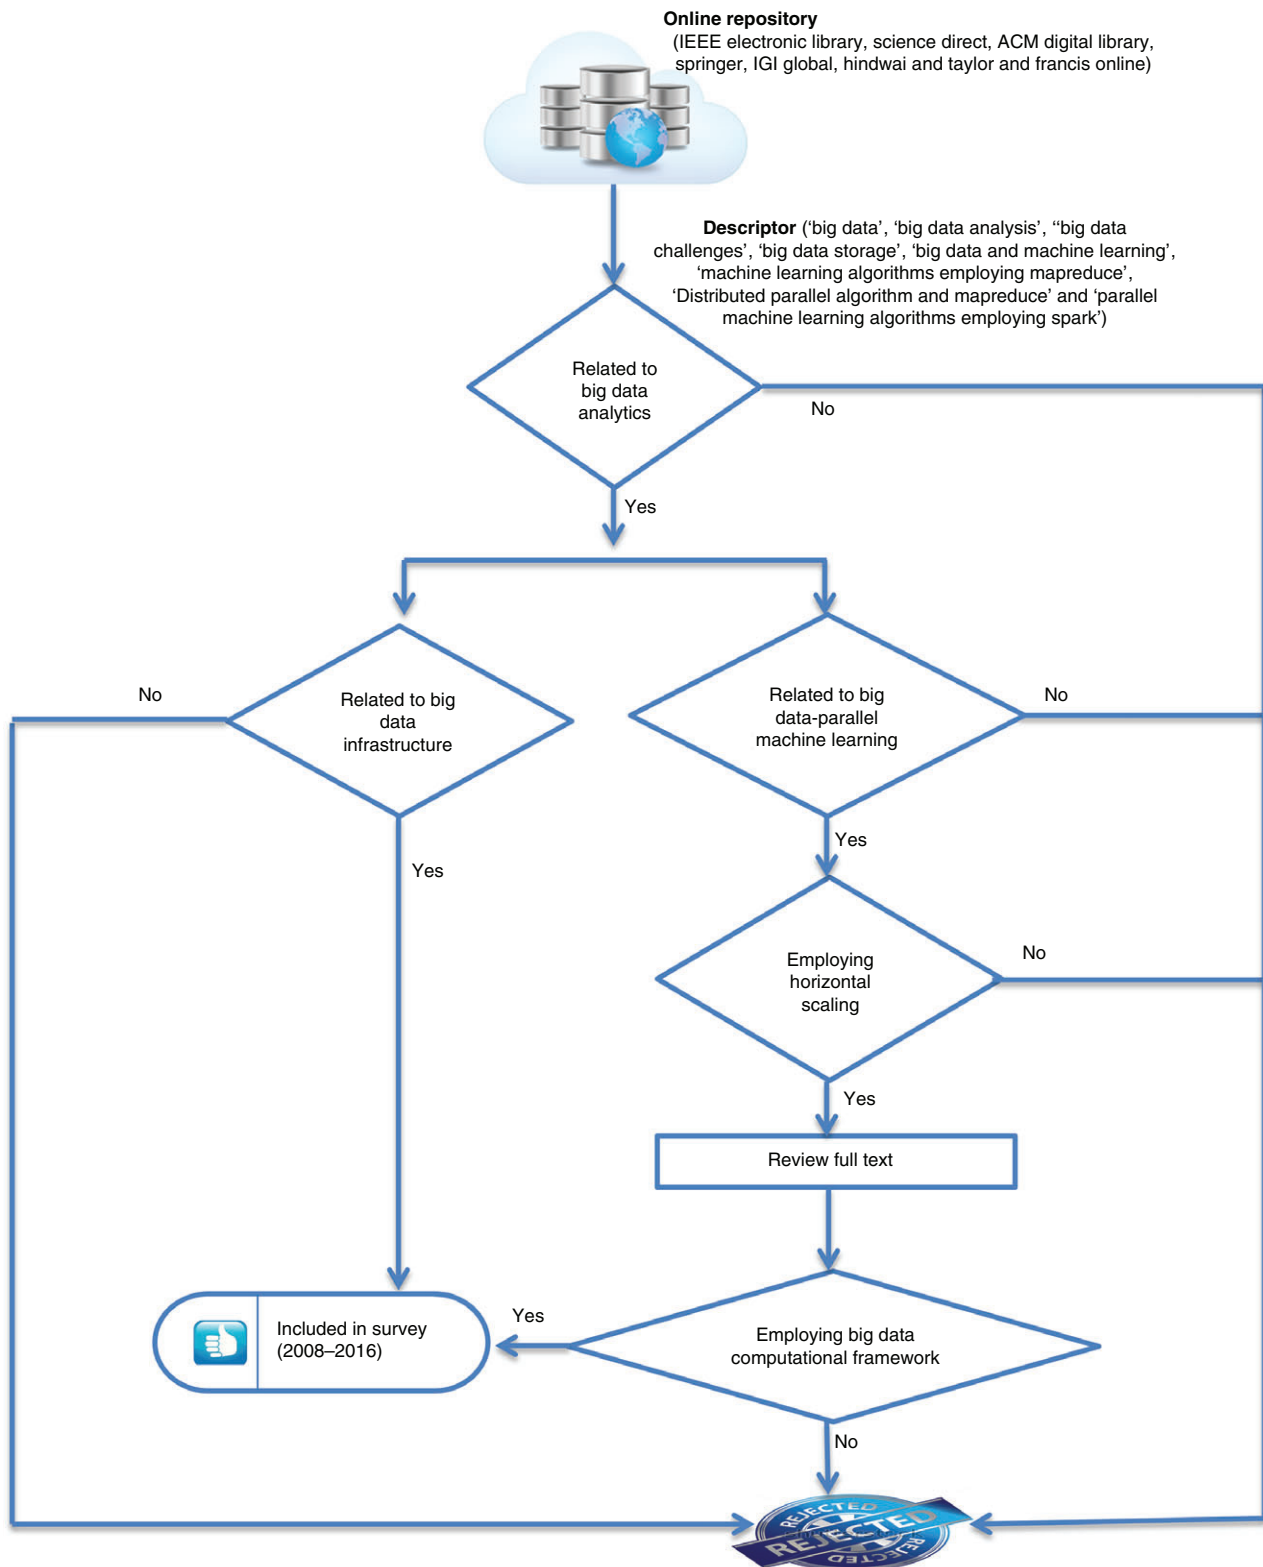 Online repository
(IEEE electronic library, science direct, ACM digital library,
springer, IGI global, hindwai and taylor and francis online)
Descriptor (‘big data’, ‘big data analysis’, ‘‘big data
challenges’, ‘big data storage’, ‘big data and machine learning’,
‘machine learning algorithms employing mapreduce’,
‘Distributed parallel algorithm and mapreduce’ and ‘parallel
machine learning algorithms employing spark’)
Related to
big data
analytics
No
Yes
No
Related to big
data
infrastructure
Related to big
data-parallel
machine learning
No
Yes
Yes
Employing
horizontal
scaling
No
Yes
Review full text
Included in survey
(2008–2016)
Yes
Employing big data
computational framework
No
REJECTED
REJECTED
REJECTED